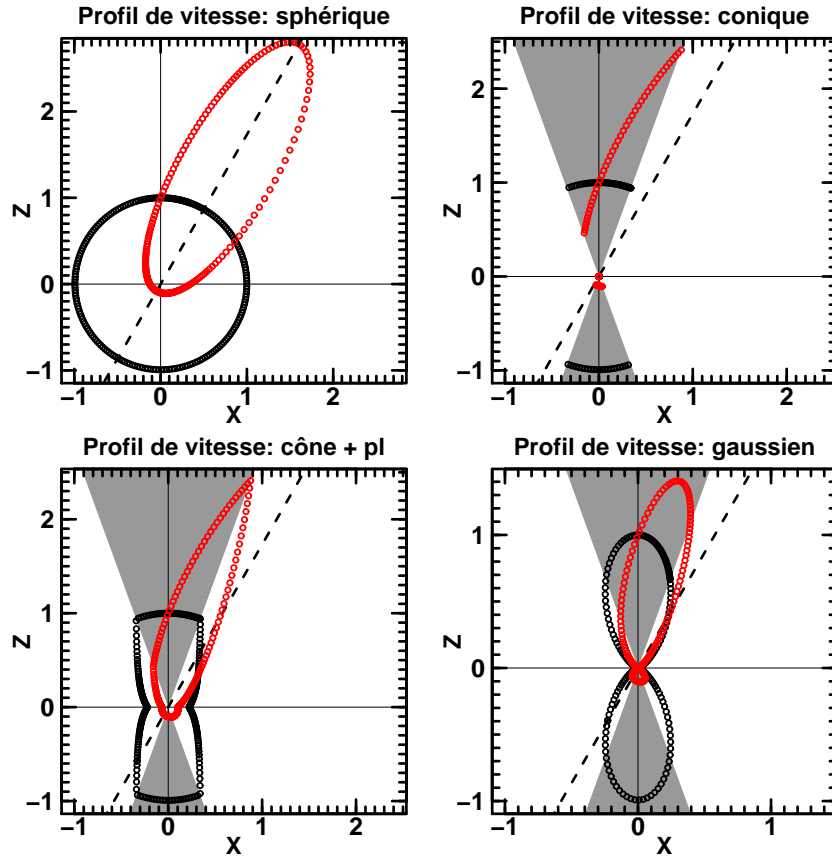 Profil de vitesse: sphérique
Z
2
1
0
−1
−1
0
1
2
X
Profil de vitesse: conique
Z
2
1
0
−1
−1
0
1
2
X
Profil de vitesse: cône + pl
Z
2
1
0
−1
−1
0
1
2
X
Profil de vitesse: gaussien
Z
1
0
−1
−1
0
1
X